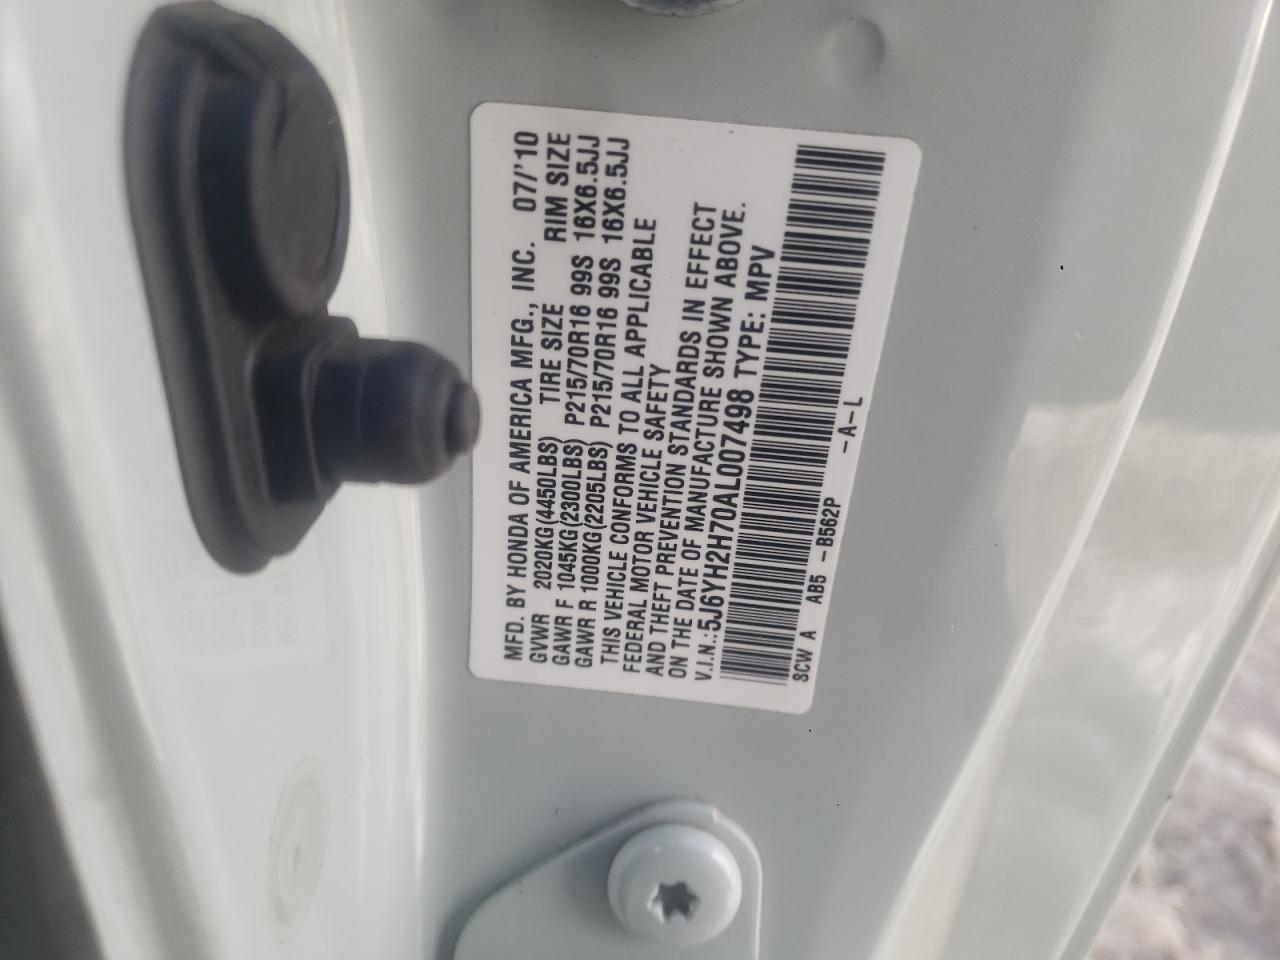 MFD. BY HONDA OF AMERICA MFG., INC. 07/'10
GVWR 2020KG(4450LBS) TIRE SIZE RIM SIZE
GAWR F 1045KG(2300LBS) P215/70R16 99S 16X6.5JJ
GAWR R 1000KG(2205LBS) P215/70R16 99S 16X6.5JJ
THIS VEHICLE CONFORMS TO ALL APPLICABLE
FEDERAL MOTOR VEHICLE SAFETY
AND THEFT PREVENTION STANDARDS IN EFFECT
ON THE DATE OF MANUFACTURE SHOWN ABOVE.
V.I.N.:5J6YH2H70AL007498 TYPE: MPV
SCW A AB5 -B562P -A-L